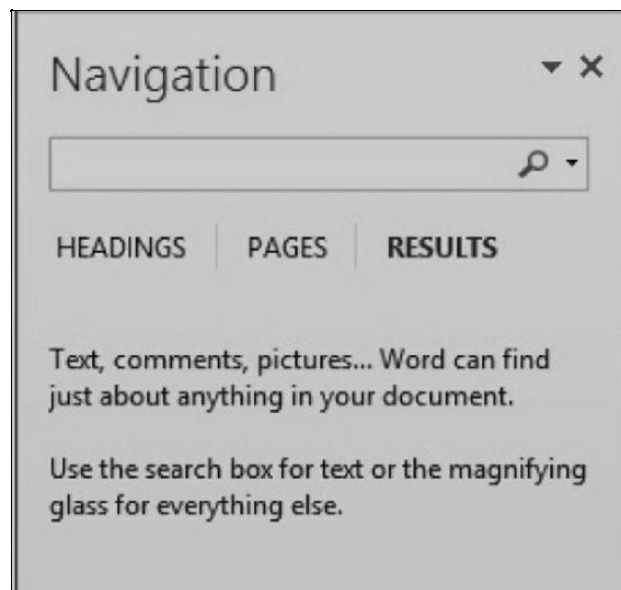 Navigation
HEADINGS
PAGES
RESULTS
Text, comments, pictures... Word can find
just about anything in your document.
Use the search box for text or the magnifying
glass for everything else.